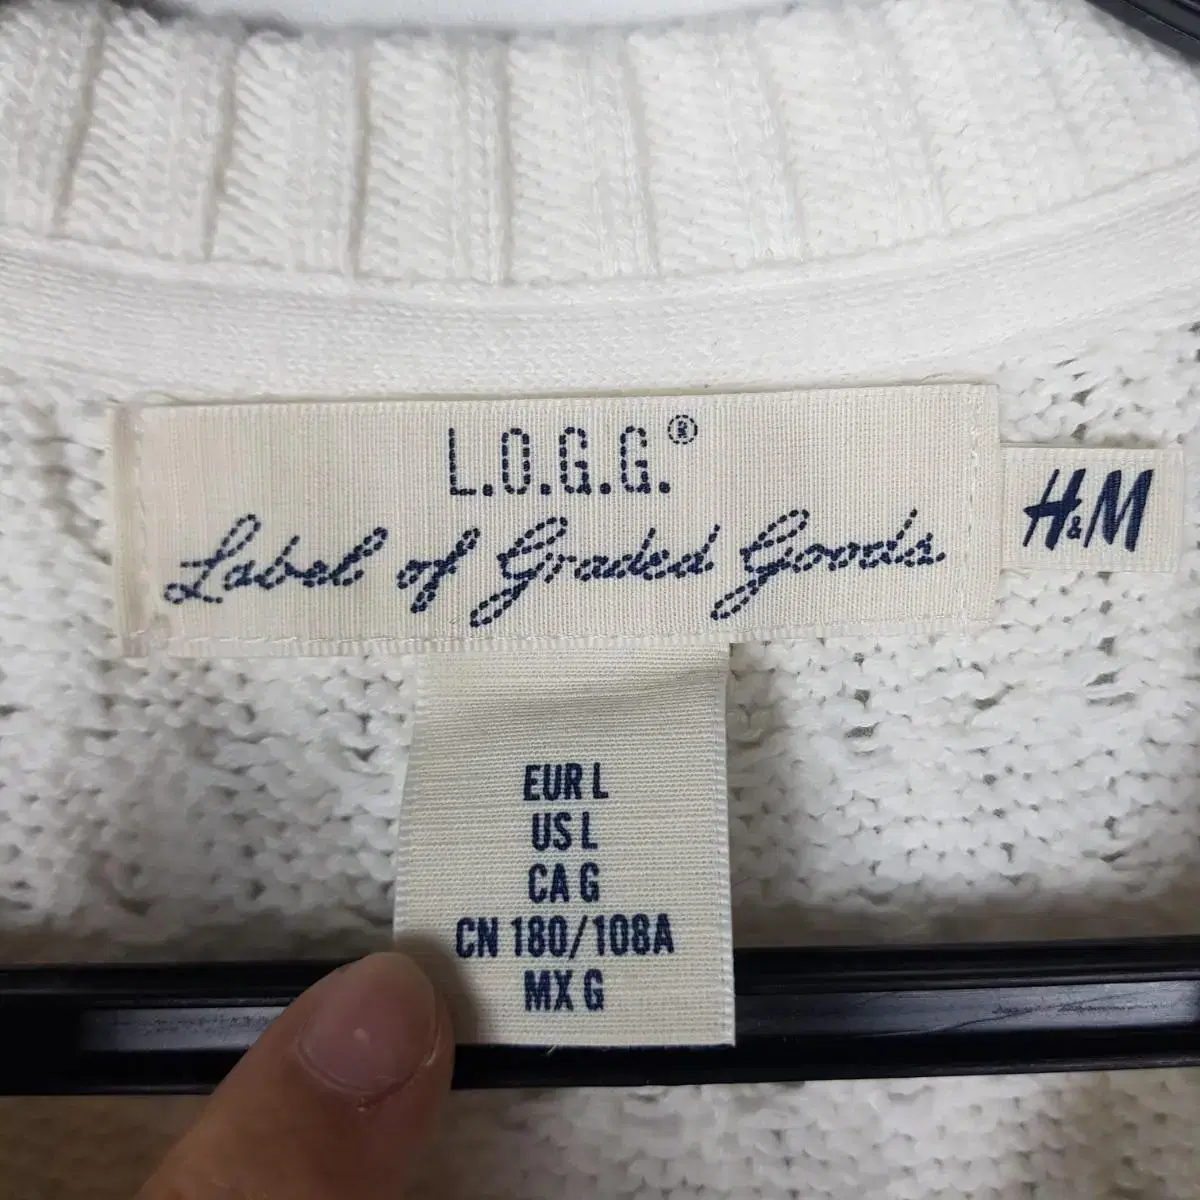 L.O.G.G.®
Label of Graded Goods
H&M
EUR L
US L
CA G
CN 180/108A
MX G